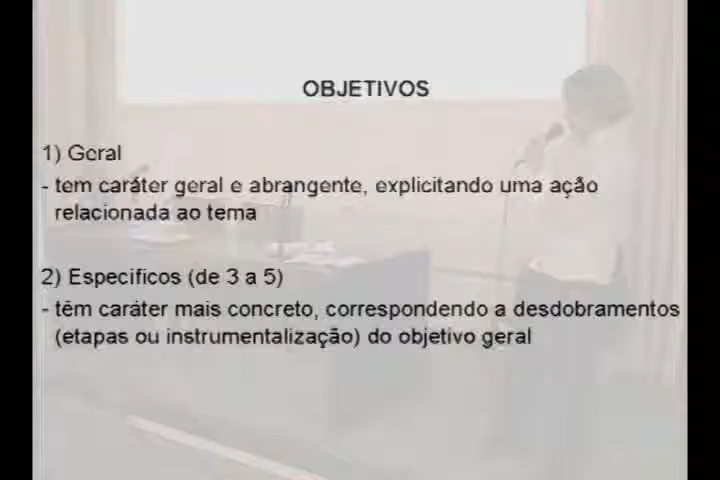 OBJETIVOS
1) Geral
- tem caráter geral e abrangente, explicitando uma ação
relacionada ao tema
2) Específicos (de 3 a 5)
- têm caráter mais concreto, correspondendo a desdobramentos
(etapas ou instrumentalização) do objetivo geral